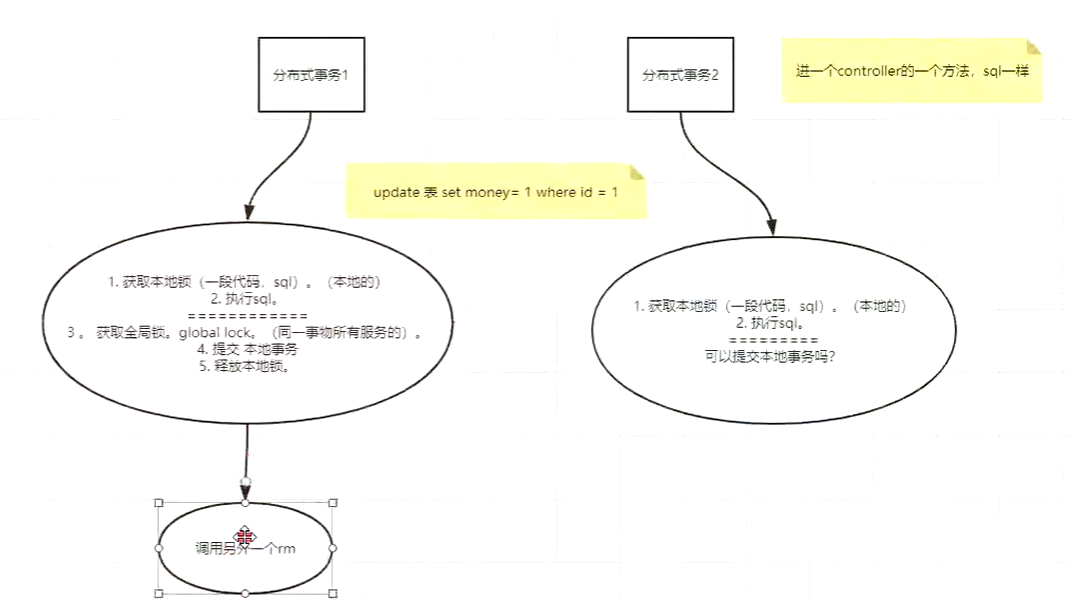 分布式事务1
分布式事务2
进一个controller的一个方法，sql一样
update 表 set money= 1 where id = 1
1. 获取本地锁（一段代码，sql）。（本地的）
2. 执行sql。
============
3 。 获取全局锁。global lock。（同一事物所有服务的）。
4. 提交 本地事务
5. 释放本地锁。
1. 获取本地锁（一段代码，sql）。（本地的）
2. 执行sql。
=========
可以提交本地事务吗？
调用另外一个rm